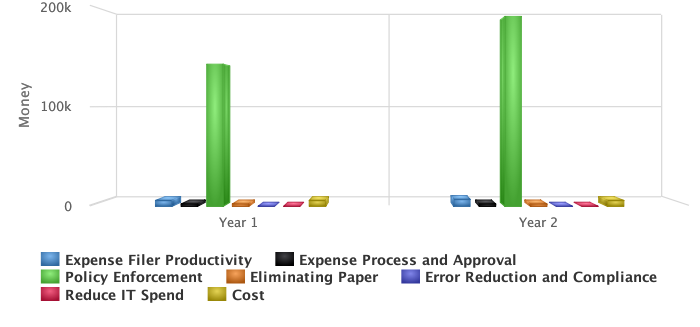 200k
100k
0
Money
Year 1 Year 2
Expense Filer Productivity Expense Process and Approval
Policy Enforcement Eliminating Paper Error Reduction and Compliance
Reduce IT Spend Cost